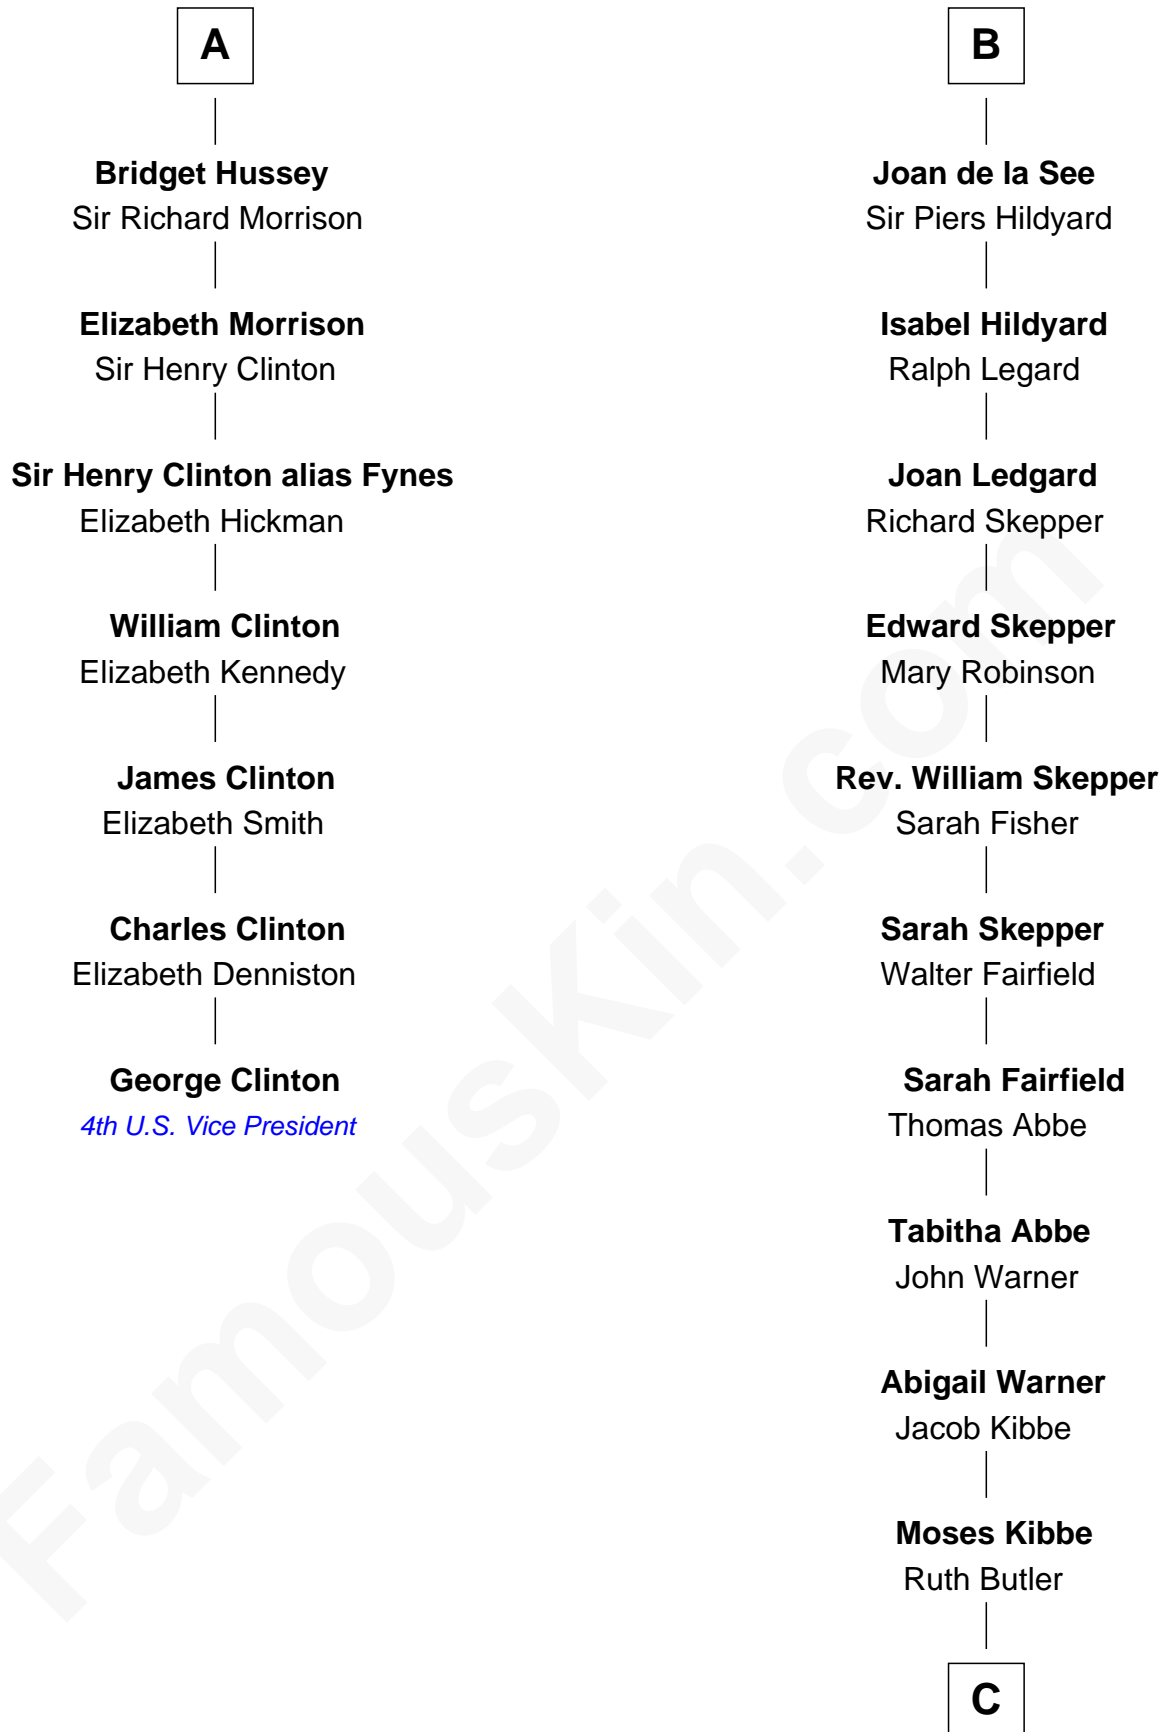 A
Bridget Hussey
Sir Richard Morrison
Elizabeth Morrison
Sir Henry Clinton
Sir Henry Clinton alias Fynes
Elizabeth Hickman
William Clinton
Elizabeth Kennedy
James Clinton
Elizabeth Smith
Charles Clinton
Elizabeth Denniston
George Clinton
4th U.S. Vice President
B
Joan de la See
Sir Piers Hildyard
Isabel Hildyard
Ralph Legard
Joan Ledgard
Richard Skepper
Edward Skepper
Mary Robinson
Rev. William Skepper
Sarah Fisher
Sarah Skepper
Walter Fairfield
Sarah Fairfield
Thomas Abbe
Tabitha Abbe
John Warner
Abigail Warner
Jacob Kibbe
Moses Kibbe
Ruth Butler
C
FamousKin.com